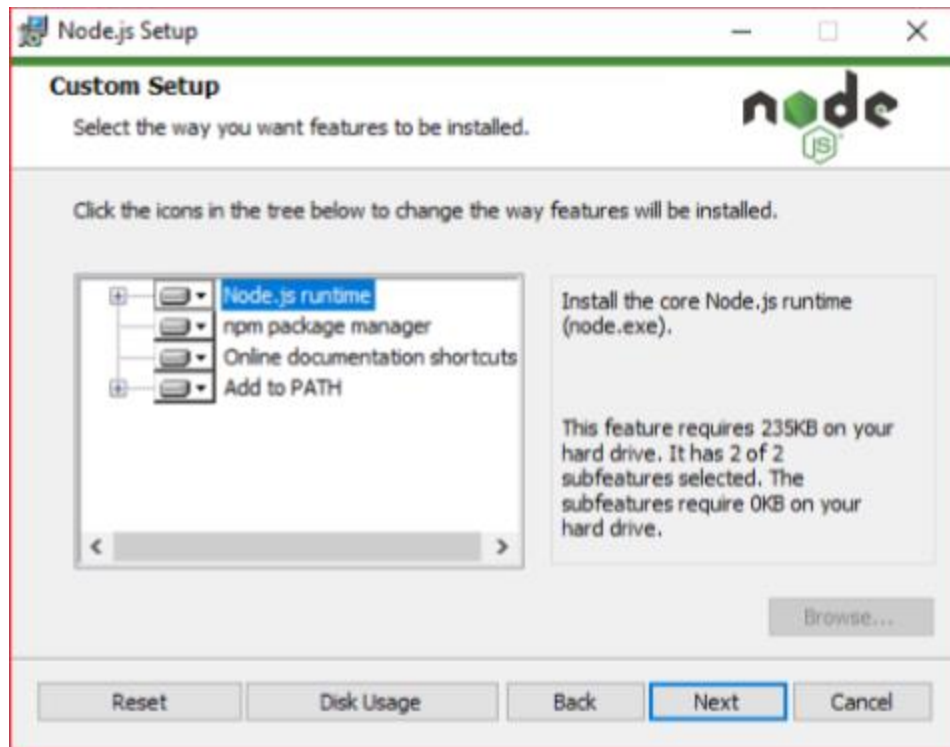 Node.js Setup
Custom Setup
Select the way you want features to be installed.
node
JS
Click the icons in the tree below to change the way features will be installed.
Node.js runtime
npm package manager
Online documentation shortcuts
Add to PATH
Install the core Node.js runtime
(node.exe).
This feature requires 235KB on your
hard drive. It has 2 of 2
subfeatures selected. The
subfeatures require 0KB on your
hard drive.
Browse...
Reset
Disk Usage
Back
Next
Cancel